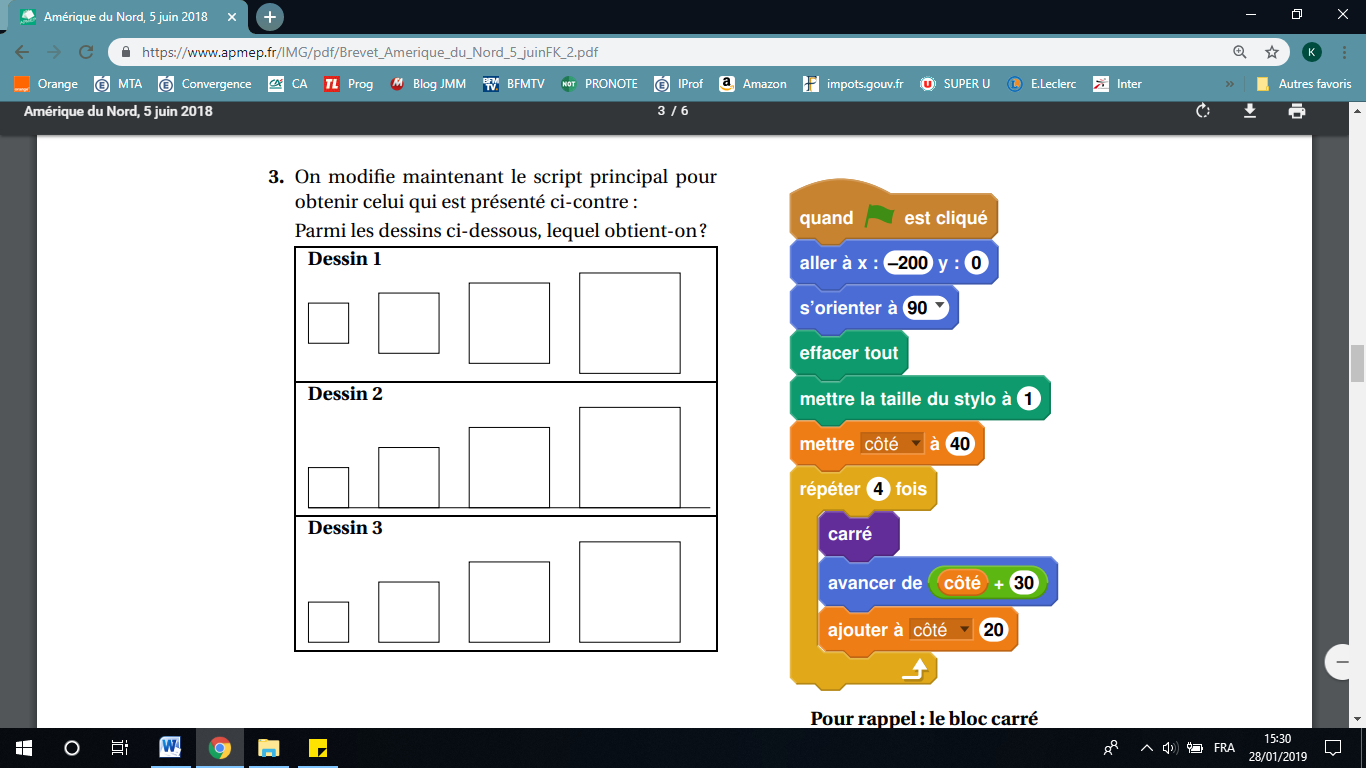 Amérique du Nord, 5 juin 2018
https://www.apmep.fr/IMG/pdf/Brevet_Amerique_du_Nord_5_juinFK_2.pdf
K
Orange MTA Convergence CA Prog Blog JMM BFMTV PRONOTE IProf Amazon impots.gouv.fr SUPER U E.Leclerc Inter » Autres favoris
Amérique du Nord, 5 juin 2018 3 / 6
3. On modifie maintenant le script principal pour
obtenir celui qui est présenté ci-contre :
Parmi les dessins ci-dessous, lequel obtient-on ?
Dessin 1
Dessin 2
Dessin 3
quand est cliqué
aller à x : –200 y : 0
s'orienter à 90
effacer tout
mettre la taille du stylo à 1
mettre côté à 40
répéter 4 fois
carré
avancer de côté + 30
ajouter à côté 20
Pour rappel : le bloc carré
FRA
15:30
28/01/2019